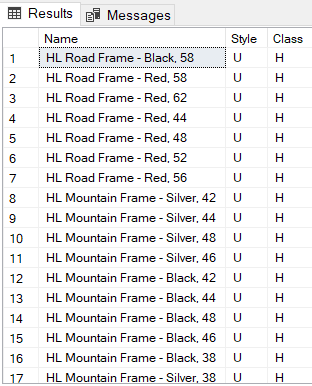 Results Messages
Name Style Class
1 HL Road Frame - Black, 58 U H
2 HL Road Frame - Red, 58 U H
3 HL Road Frame - Red, 62 U H
4 HL Road Frame - Red, 44 U H
5 HL Road Frame - Red, 48 U H
6 HL Road Frame - Red, 52 U H
7 HL Road Frame - Red, 56 U H
8 HL Mountain Frame - Silver, 42 U H
9 HL Mountain Frame - Silver, 44 U H
10 HL Mountain Frame - Silver, 48 U H
11 HL Mountain Frame - Silver, 46 U H
12 HL Mountain Frame - Black, 42 U H
13 HL Mountain Frame - Black, 44 U H
14 HL Mountain Frame - Black, 48 U H
15 HL Mountain Frame - Black, 46 U H
16 HL Mountain Frame - Black, 38 U H
17 HL Mountain Frame - Silver, 38 U H